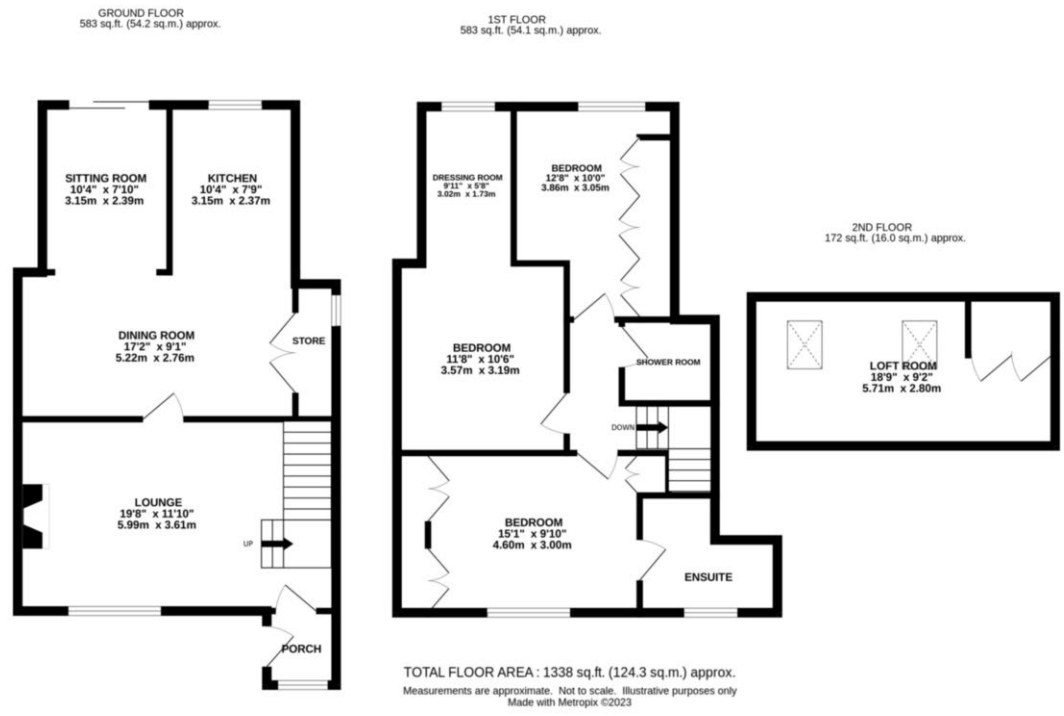 GROUND FLOOR
583 sq.ft. (54.2 sq.m.) approx.
SITTING ROOM
10'4" x 7'10"
3.15m x 2.39m
KITCHEN
10'4" x 7'9"
3.15m x 2.37m
DINING ROOM
17'2" x 9'1"
5.22m x 2.76m
STORE
LOUNGE
19'8" x 11'10"
5.99m x 3.61m
UP
PORCH
1ST FLOOR
583 sq.ft. (54.1 sq.m.) approx.
DRESSING ROOM
9'11" x 5'8"
3.02m x 1.73m
BEDROOM
12'8" x 10'0"
3.86m x 3.05m
BEDROOM
11'8" x 10'6"
3.57m x 3.19m
SHOWER ROOM
DOWN
BEDROOM
15'1" x 9'10"
4.60m x 3.00m
ENSUITE
2ND FLOOR
172 sq.ft. (16.0 sq.m.) approx.
LOFT ROOM
18'9" x 9'2"
5.71m x 2.80m
TOTAL FLOOR AREA : 1338 sq.ft. (124.3 sq.m.) approx.
Measurements are approximate. Not to scale. Illustrative purposes only
Made with Metropix ©2023